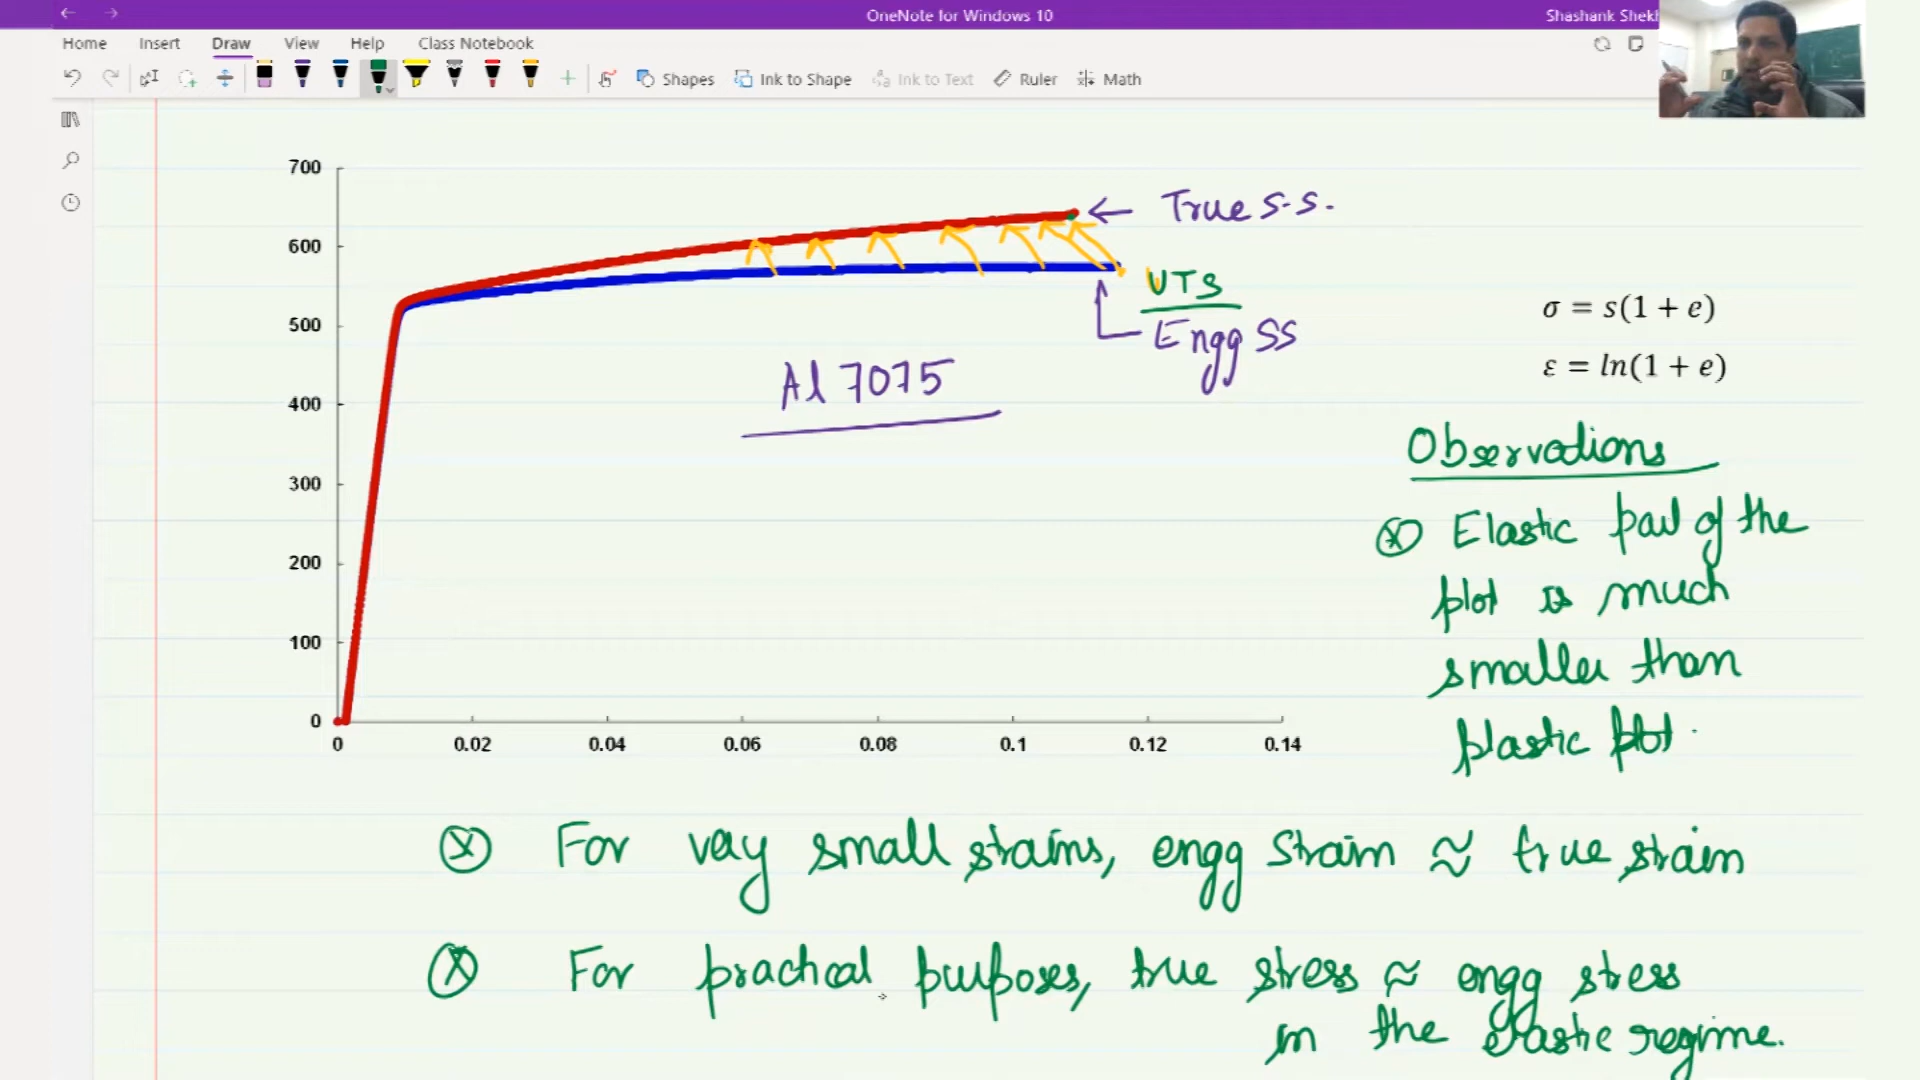 OneNote for Windows 10
Shashank Shekh
Home Insert Draw View Help Class Notebook
Shapes Ink to Shape Ink to Text Ruler Math
700
600
500
400
300
200
100
0
0 0.02 0.04 0.06 0.08 0.1 0.12 0.14
← True S-S.
UTS
Engg SS
Al 7075
σ = s(1 + e)
ε = ln(1 + e)
Observations
Elastic part of the
plot is much
smaller than
plastic plot.
For very small strains, engg strain ≈ true strain
For practical purposes, true stress ≈ engg stress
in the elastic regime.